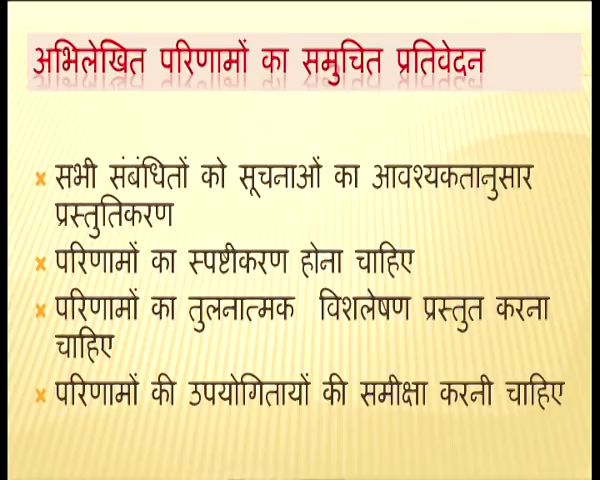 अभिलेखित परिणामों का समुचित प्रतिवेदन
सभी संबंधितों को सूचनाओं का आवश्यकतानुसार
प्रस्तुतिकरण
परिणामों का स्पष्टीकरण होना चाहिए
परिणामों का तुलनात्मक विशलेषण प्रस्तुत करना
चाहिए
परिणामों की उपयोगितायों की समीक्षा करनी चाहिए